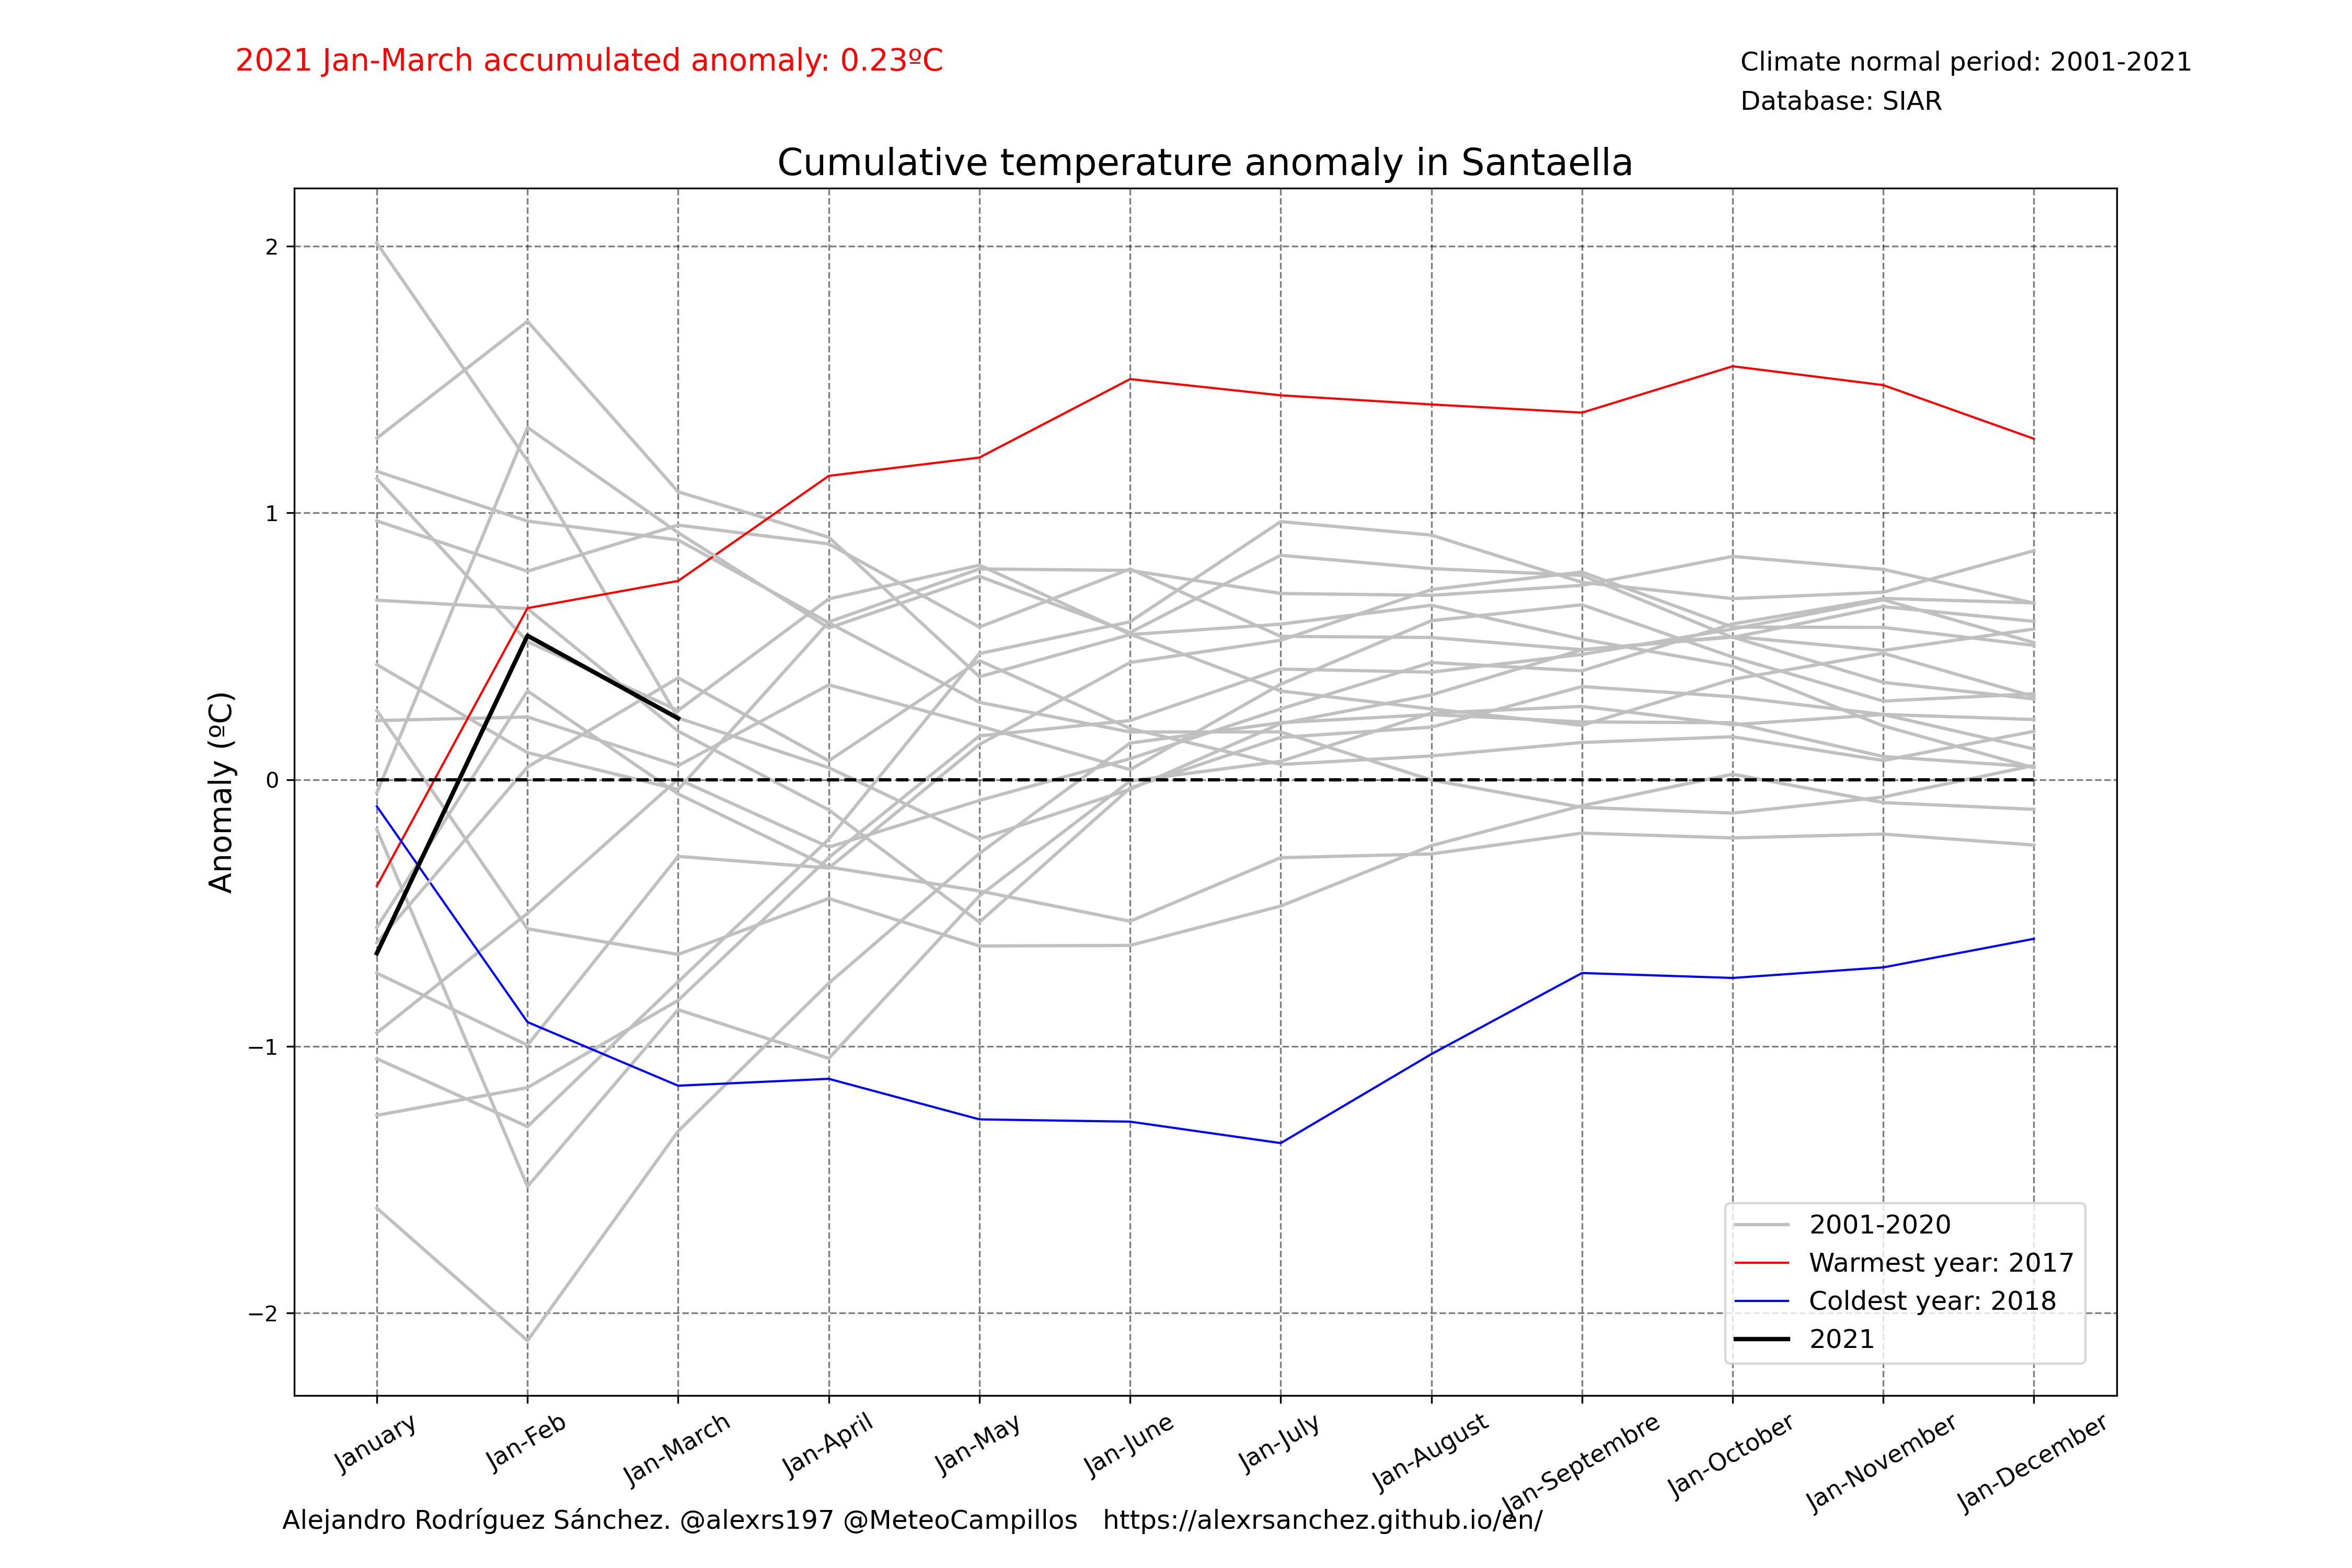 2021 Jan-March accumulated anomaly: 0.23ºC
Climate normal period: 2001-2021
Database: SIAR
Cumulative temperature anomaly in Santaella
Anomaly (ºC)
2
1
0
−1
−2
2001-2020
Warmest year: 2017
Coldest year: 2018
2021
January
Jan-Feb
Jan-March
Jan-April
Jan-May
Jan-June
Jan-July
Jan-August
Jan-Septembre
Jan-October
Jan-November
Jan-December
Alejandro Rodríguez Sánchez. @alexrs197 @MeteoCampillos https://alexrsanchez.github.io/en/